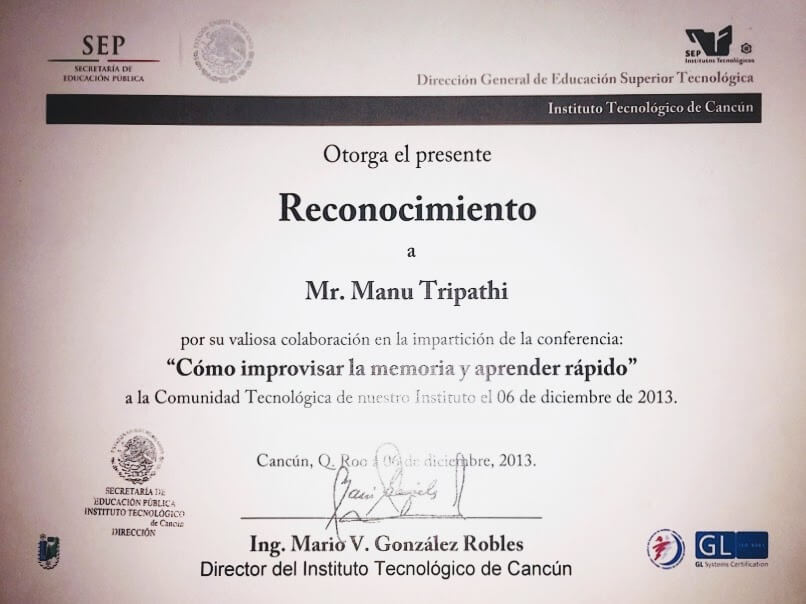 SEP
SECRETARÍA DE
EDUCACIÓN PÚBLICA
SEP
Institutos Tecnológicos
Dirección General de Educación Superior Tecnológica
Instituto Tecnológico de Cancún
Otorga el presente
Reconocimiento
a
Mr. Manu Tripathi
por su valiosa colaboración en la impartición de la conferencia:
“Cómo improvisar la memoria y aprender rápido”
a la Comunidad Tecnológica de nuestro Instituto el 06 de diciembre de 2013.
Cancún, Q. Roo a 06 de diciembre, 2013.
SECRETARÍA DE
EDUCACIÓN PÚBLICA
INSTITUTO TECNOLÓGICO
de Cancún
DIRECCIÓN
Ing. Mario V. González Robles
Director del Instituto Tecnológico de Cancún
GL
GL Systems Certification